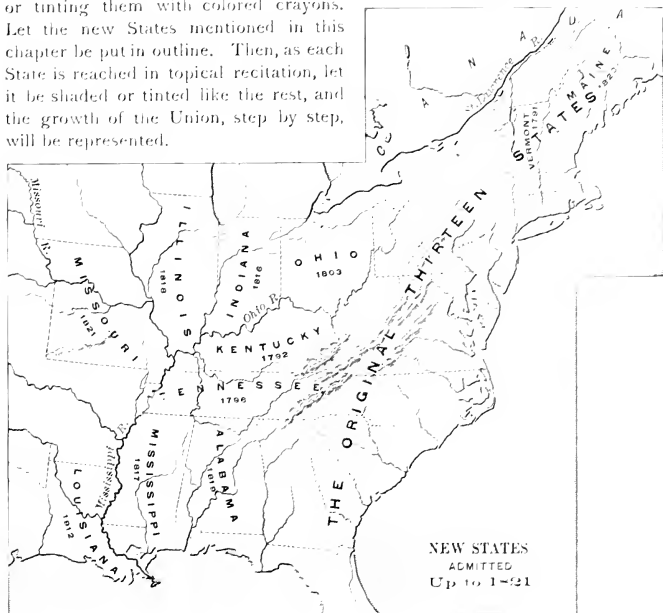 or tinting them with colored crayons.
Let the new States mentioned in this
chapter be put in outline. Then, as each
State is reached in topical recitation, let
it be shaded or tinted like the rest, and
the growth of the Union, step by step,
will be represented.
CANADA
St. Lawrence R.
MAINE
VERMONT
1791
STATES
Missouri R.
MISSOURI
1821
ILLINOIS
1818
INDIANA
1816
OHIO
1803
Ohio R.
KENTUCKY
1792
TENNESSEE
1796
THE ORIGINAL THIRTEEN
Mississippi R.
MISSISSIPPI
1817
ALABAMA
LOUISIANA
1812
NEW STATES
ADMITTED
Up to 1821